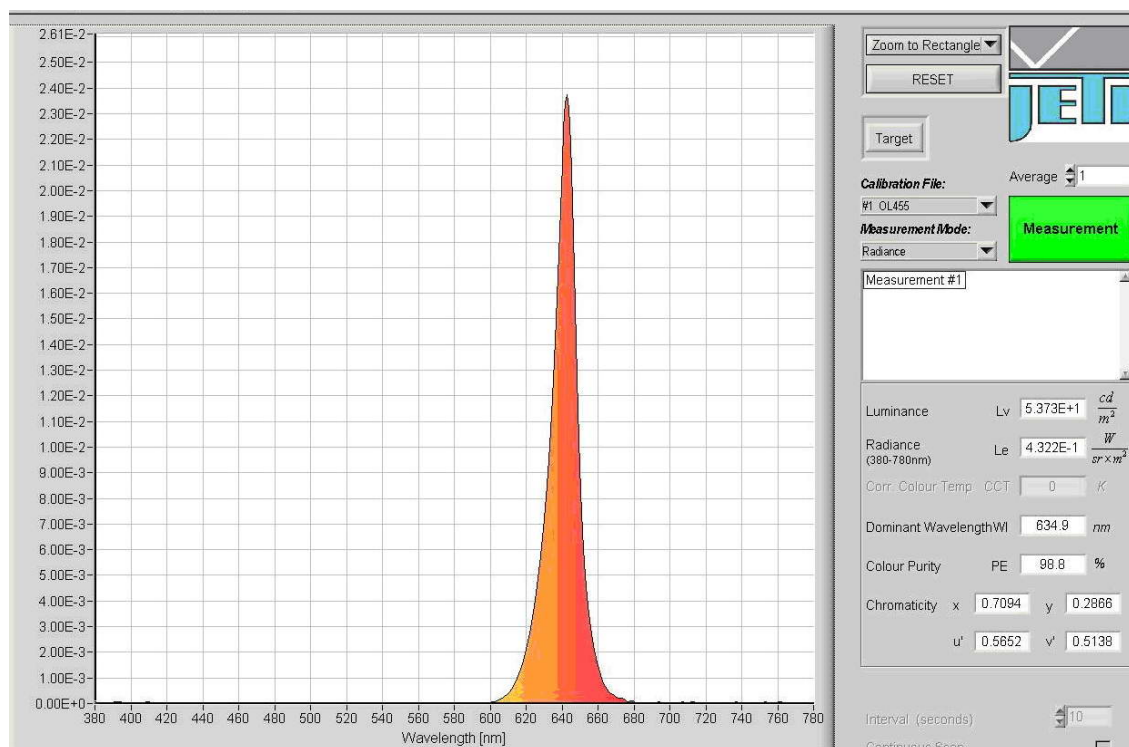 2.61E-2
2.50E-2
2.40E-2
2.30E-2
2.20E-2
2.10E-2
2.00E-2
1.90E-2
1.80E-2
1.70E-2
1.60E-2
1.50E-2
1.40E-2
1.30E-2
1.20E-2
1.10E-2
1.00E-2
9.00E-3
8.00E-3
7.00E-3
6.00E-3
5.00E-3
4.00E-3
3.00E-3
2.00E-3
1.00E-3
0.00E+0
380 400 420 440 460 480 500 520 540 560 580 600 620 640 660 680 700 720 740 760 780
Wavelength [nm]
Zoom to Rectangle
RESET
JETI
Target
Calibration File:
Average 1
#1 OL455
Measurement Mode:
Measurement
Radiance
Measurement #1
Luminance Lv 5.373E+1 cd/m²
Radiance Le 4.322E-1 W/sr×m²
(380-780nm)
Corr. Colour Temp CCT 0 K
Dominant Wavelength Wl 634.9 nm
Colour Purity PE 98.8 %
Chromaticity x 0.7094 y 0.2866
u' 0.5652 v' 0.5138
Interval (seconds) 10
Continuous Scan